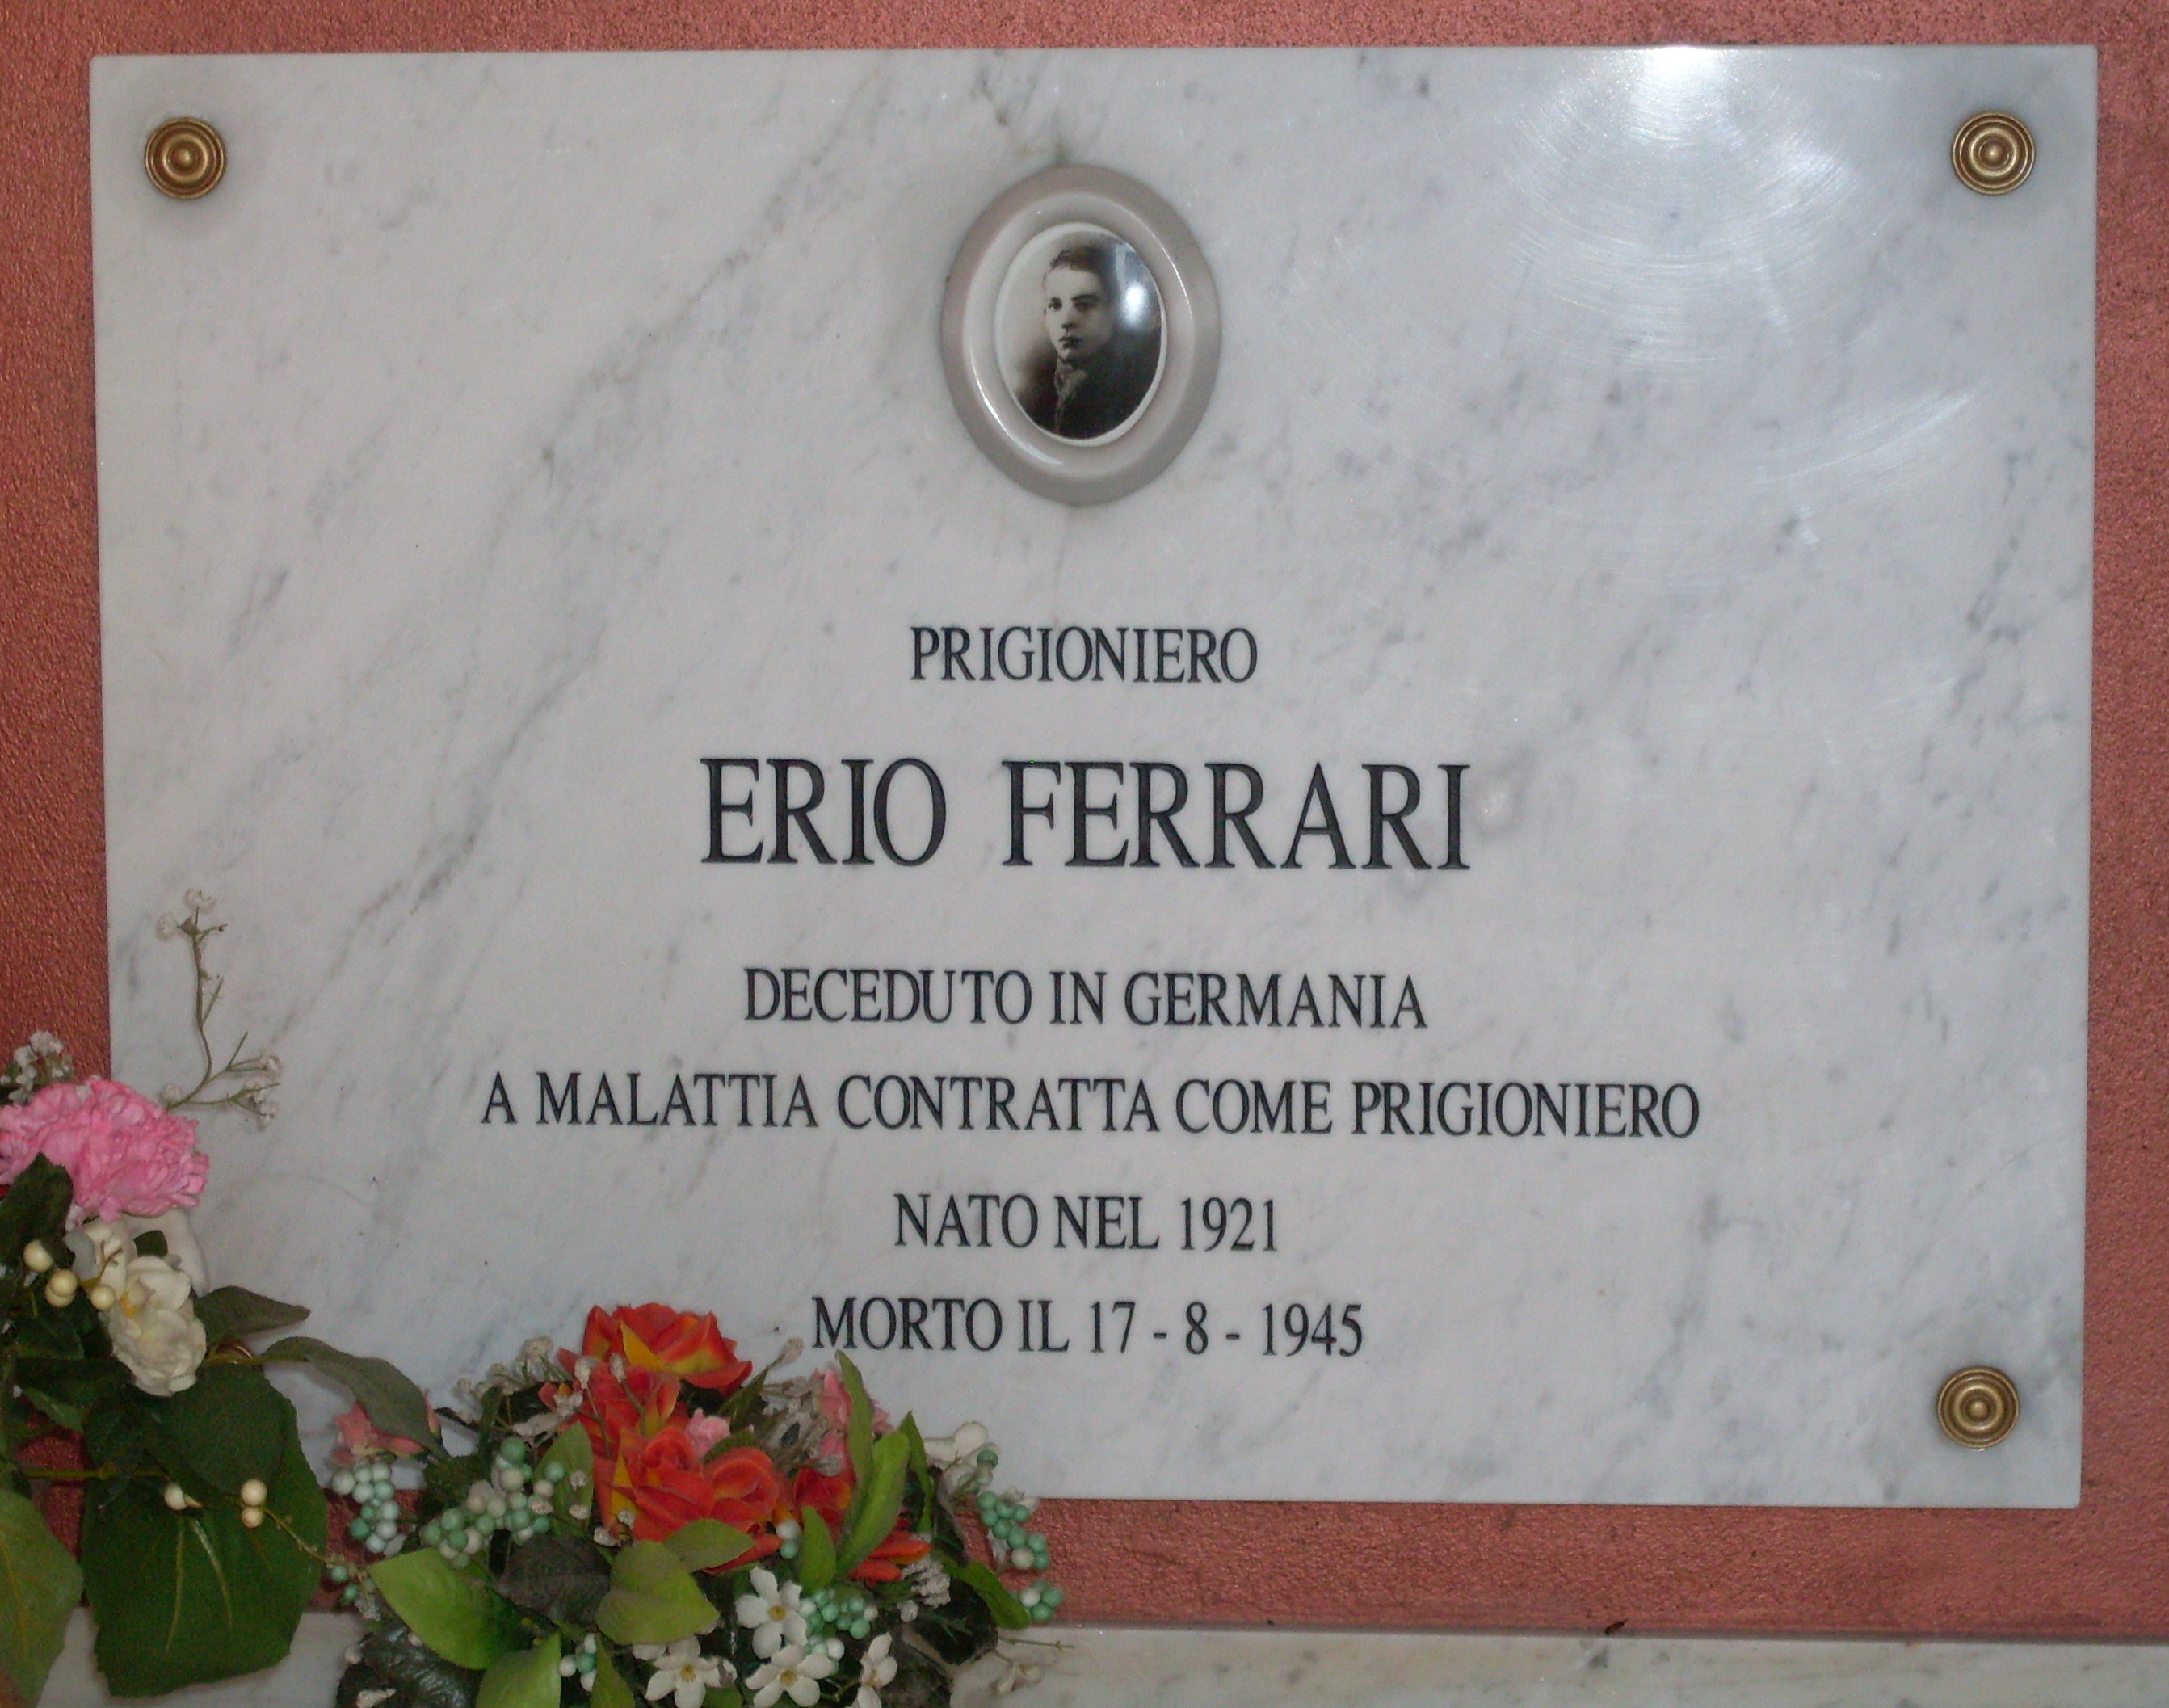 PRIGIONIERO
ERIO FERRARI
DECEDUTO IN GERMANIA
A MALATTIA CONTRATTA COME PRIGIONIERO
NATO NEL 1921
MORTO IL 17 - 8 - 1945